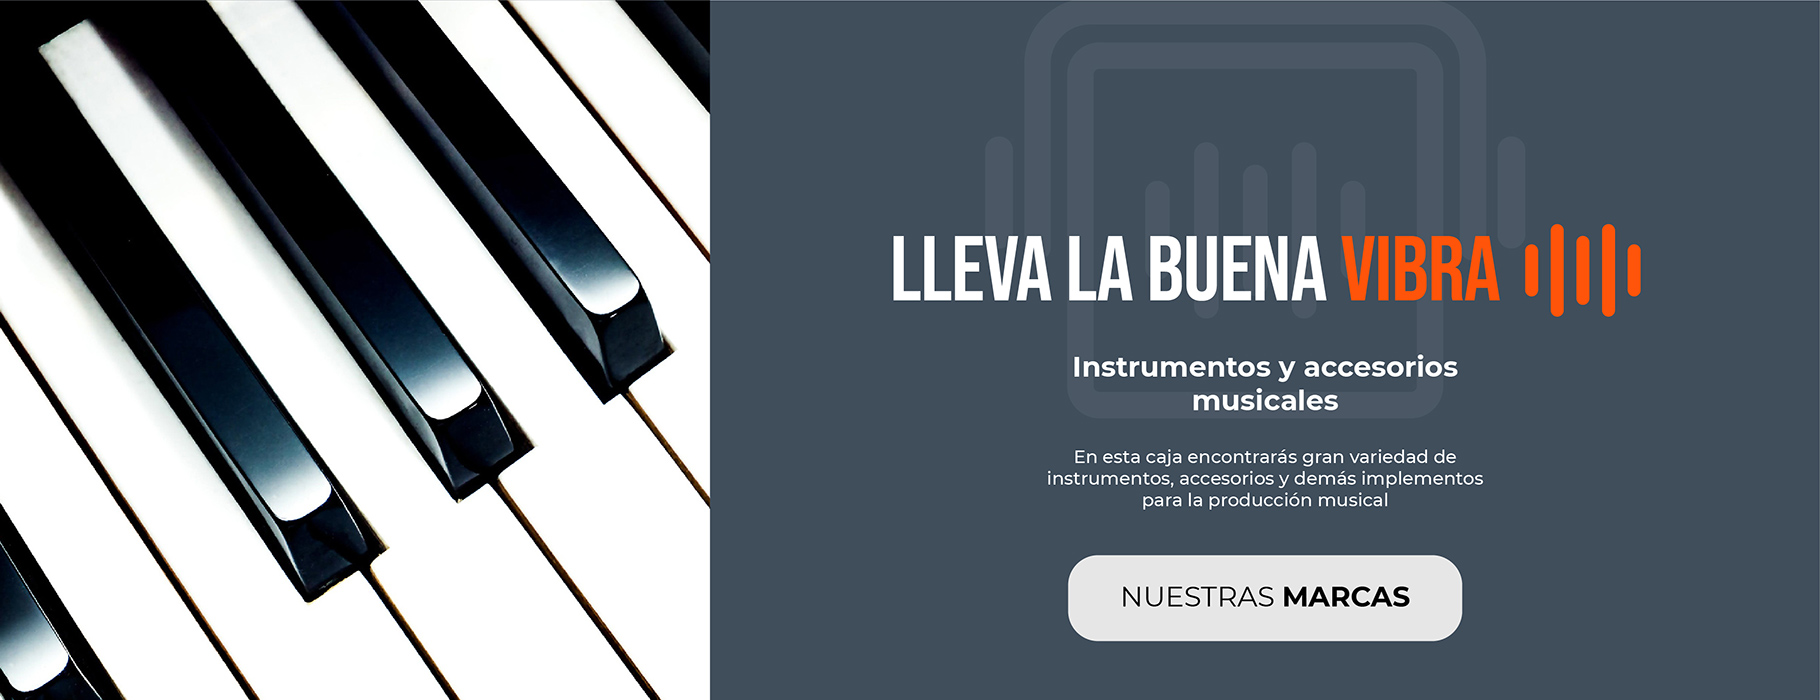 LLEVA LA BUENA VIBRA
Instrumentos y accesorios
musicales
En esta caja encontrarás gran variedad de
instrumentos, accesorios y demás implementos
para la producción musical
NUESTRAS MARCAS